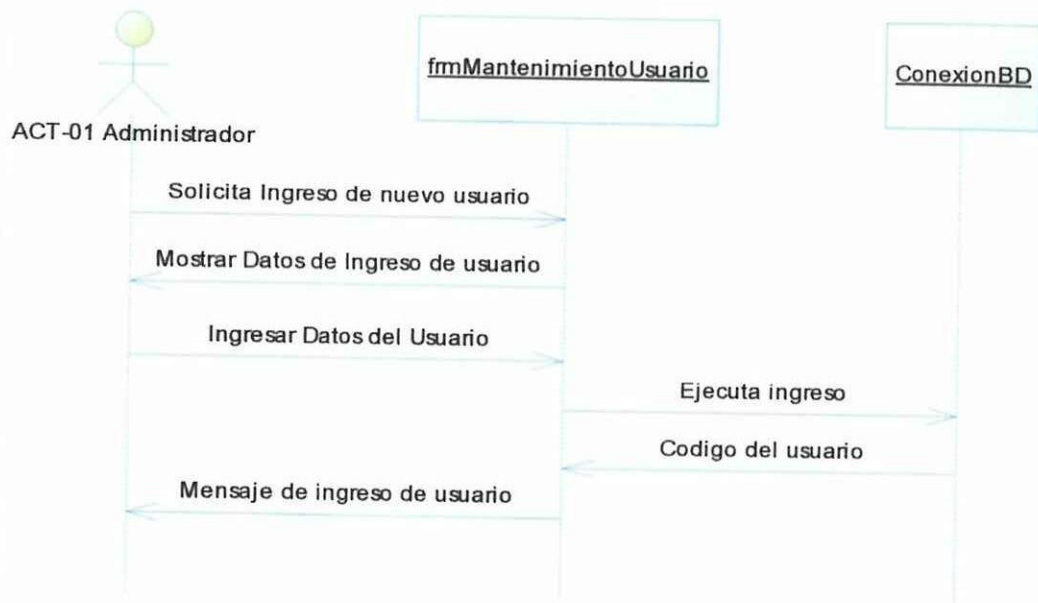 frmMantenimientoUsuario
ConexionBD
ACT-01 Administrador
Solicita Ingreso de nuevo usuario
Mostrar Datos de Ingreso de usuario
Ingresar Datos del Usuario
Ejecuta ingreso
Codigo del usuario
Mensaje de ingreso de usuario